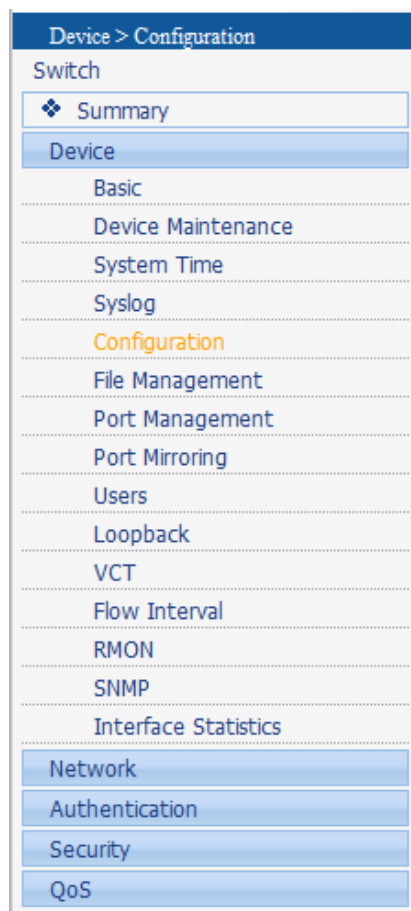 Device > Configuration
Switch
Summary
Device
Basic
Device Maintenance
System Time
Syslog
Configuration
File Management
Port Management
Port Mirroring
Users
Loopback
VCT
Flow Interval
RMON
SNMP
Interface Statistics
Network
Authentication
Security
QoS